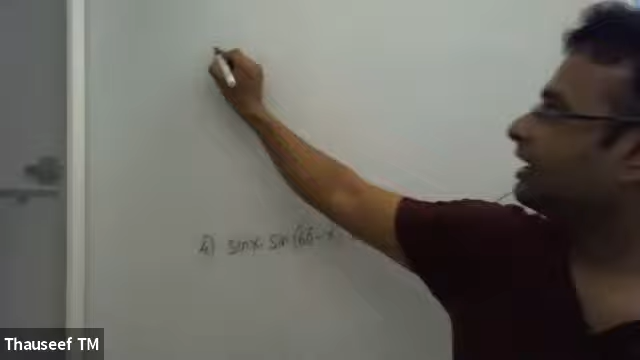 4) sinx. sin(60 - x
Thauseef TM